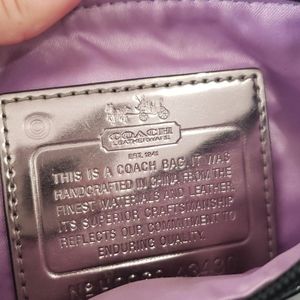 COACH
LEATHERWARE
EST. 1941
THIS IS A COACH BAG. IT WAS
HANDCRAFTED IN CHINA FROM THE
FINEST MATERIALS AND LEATHER.
ITS SUPERIOR CRAFTSMANSHIP
REFLECTS OUR COMMITMENT TO
ENDURING QUALITY.